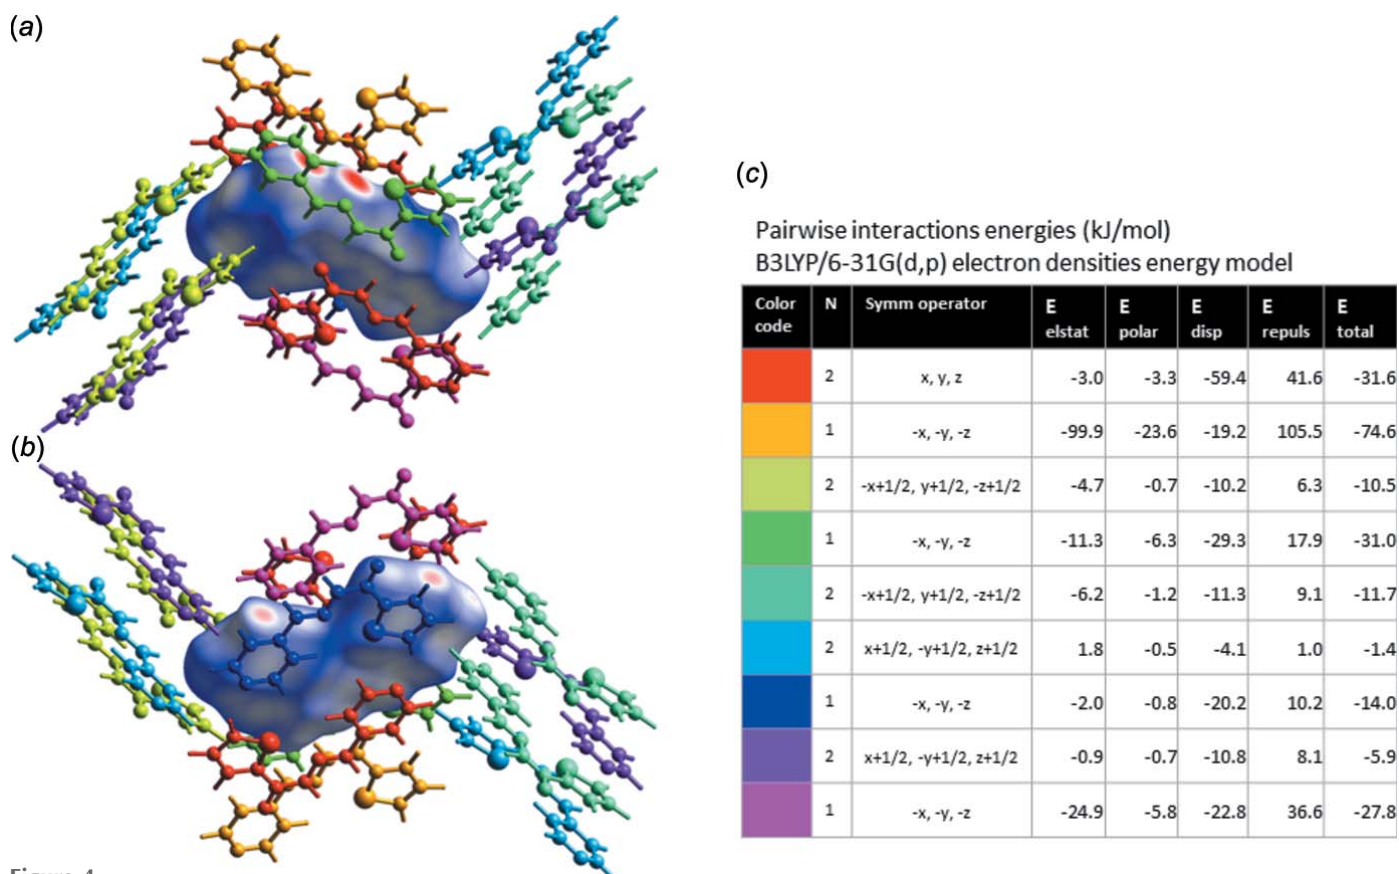 (a)
(b)
(c)
Pairwise interactions energies (kJ/mol)
B3LYP/6-31G(d,p) electron densities energy model
Color code N Symm operator E elstat E polar E disp E repuls E total
2 x, y, z -3.0 -3.3 -59.4 41.6 -31.6
1 -x, -y, -z -99.9 -23.6 -19.2 105.5 -74.6
2 -x+1/2, y+1/2, -z+1/2 -4.7 -0.7 -10.2 6.3 -10.5
1 -x, -y, -z -11.3 -6.3 -29.3 17.9 -31.0
2 -x+1/2, y+1/2, -z+1/2 -6.2 -1.2 -11.3 9.1 -11.7
2 x+1/2, -y+1/2, z+1/2 1.8 -0.5 -4.1 1.0 -1.4
1 -x, -y, -z -2.0 -0.8 -20.2 10.2 -14.0
2 x+1/2, -y+1/2, z+1/2 -0.9 -0.7 -10.8 8.1 -5.9
1 -x, -y, -z -24.9 -5.8 -22.8 36.6 -27.8